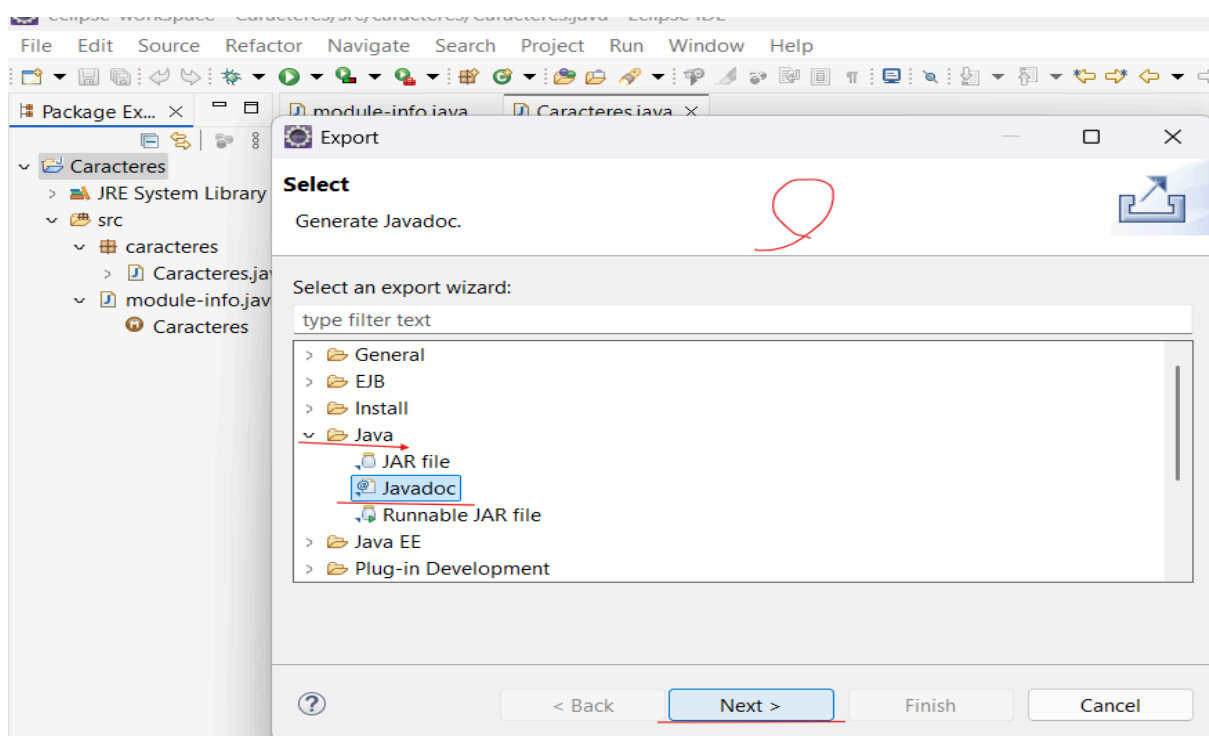 File Edit Source Refactor Navigate Search Project Run Window Help
Package Ex...
module-info.java
Caracteres.java
Export
Caracteres
JRE System Library
Select
src
Generate Javadoc.
caracteres
Caracteres.ja
Select an export wizard:
module-info.jav
type filter text
Caracteres
General
EJB
Install
Java
JAR file
Javadoc
Runnable JAR file
Java EE
Plug-in Development
< Back Next > Finish Cancel